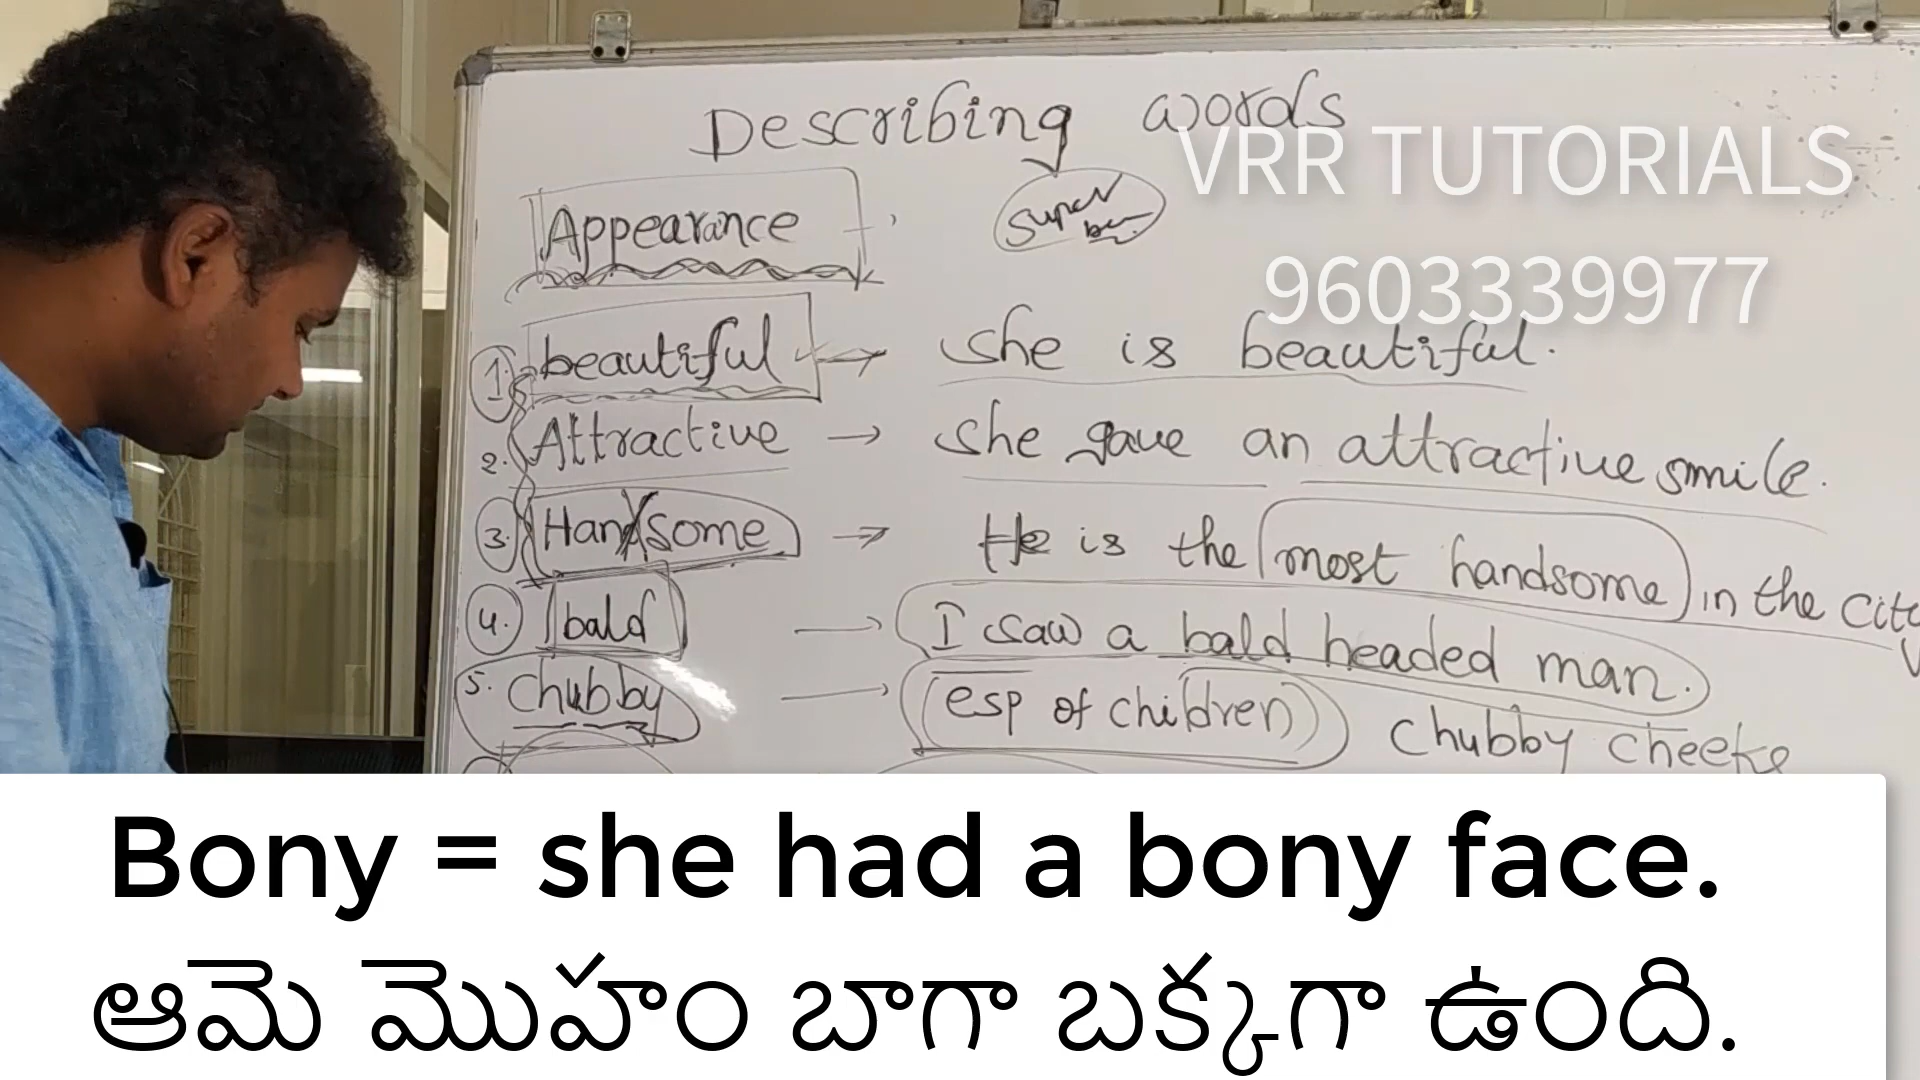 Describing words
VRR TUTORIALS
9603339977
Appearance
super
1. beautiful → she is beautiful.
2. Attractive → she gave an attractive smile.
3. Handsome → He is the most handsome in the city
4. bald → I saw a bald headed man.
5. Chubby → (esp of children) chubby cheeks
Bony = she had a bony face.
ఆమె మొహం బాగా బక్కగా ఉంది.